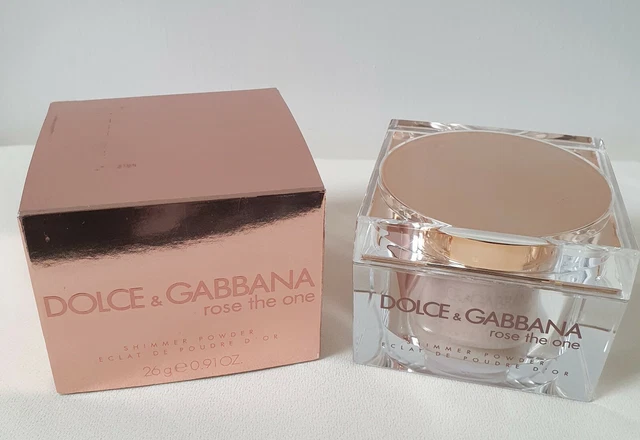 DOLCE & GABBANA
rose the one
SHIMMER POWDER
ECLAT DE POUDRE D'OR
26 g e 0.91 OZ.
DOLCE & GABBANA
rose the one
SHIMMER POWDER
ECLAT DE POUDRE D'OR